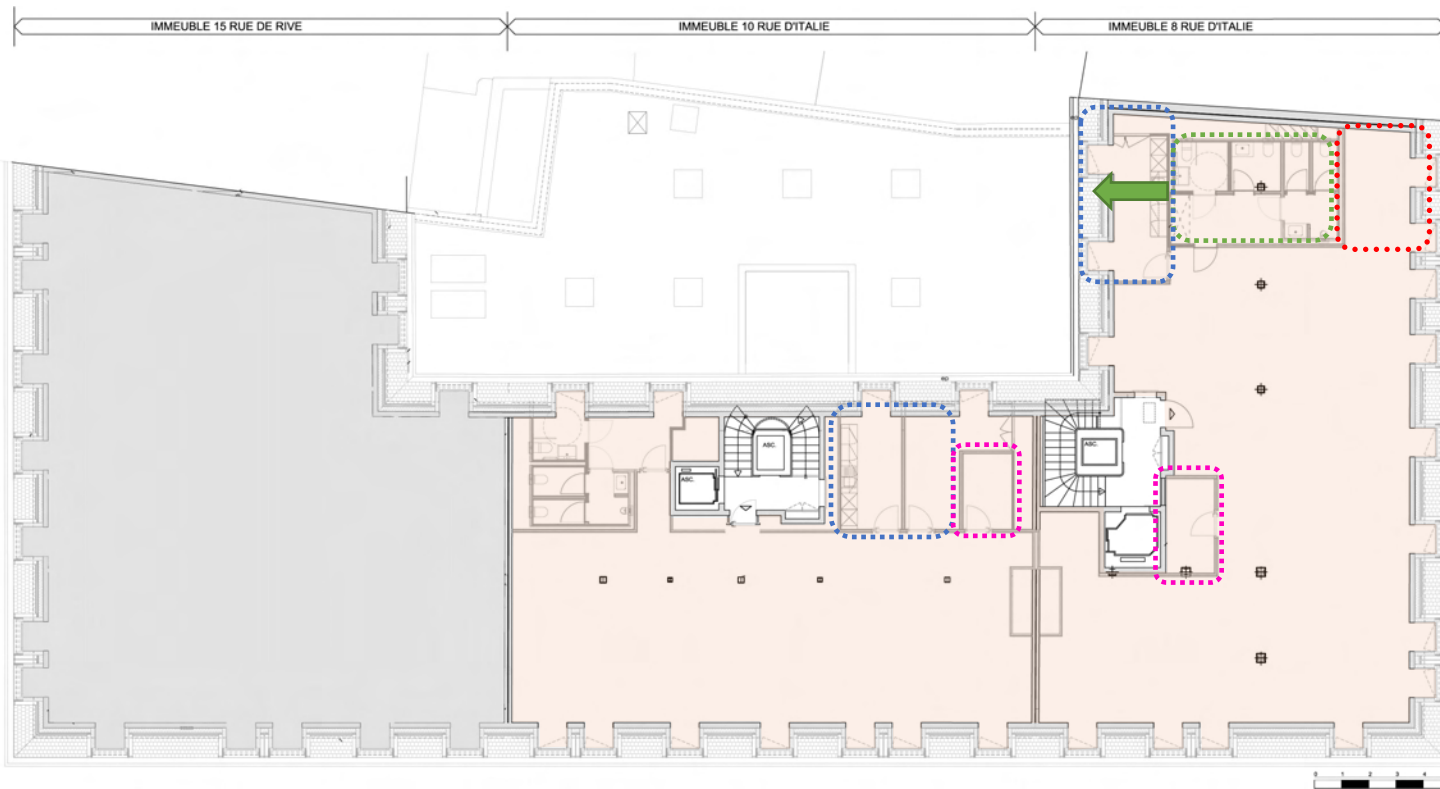 IMMEUBLE 15 RUE DE RIVE
IMMEUBLE 10 RUE D'ITALIE
IMMEUBLE 8 RUE D'ITALIE
ASC.
ASC.
ASC.
0 1 2 3 4